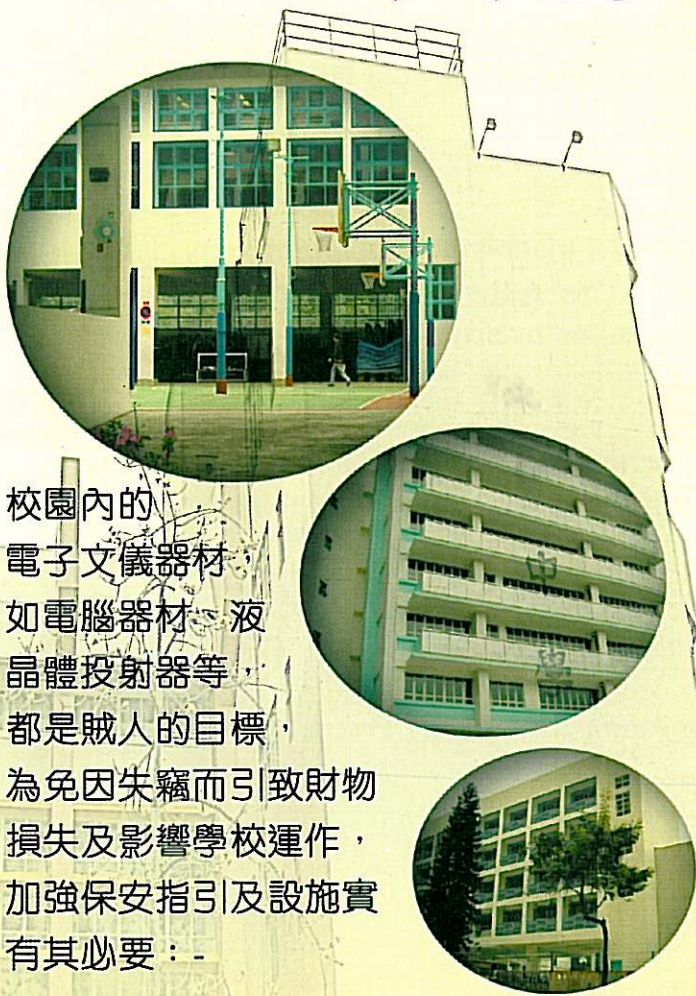 校園內的
電子文儀器材，
如電腦器材、液
晶體投射器等，
都是賊人的目標，
為免因失竊而引致財物
損失及影響學校運作，
加強保安指引及設施實
有其必要：-